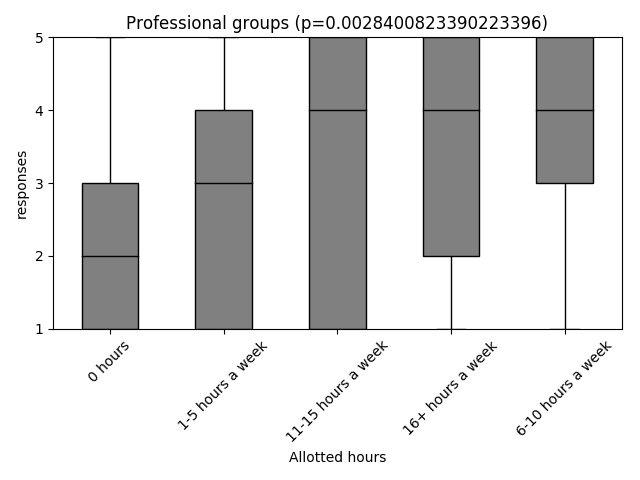 Professional groups (p=0.0028400823390223396)
responses
5
4
3
2
1
0 hours
1-5 hours a week
11-15 hours a week
16+ hours a week
6-10 hours a week
Allotted hours